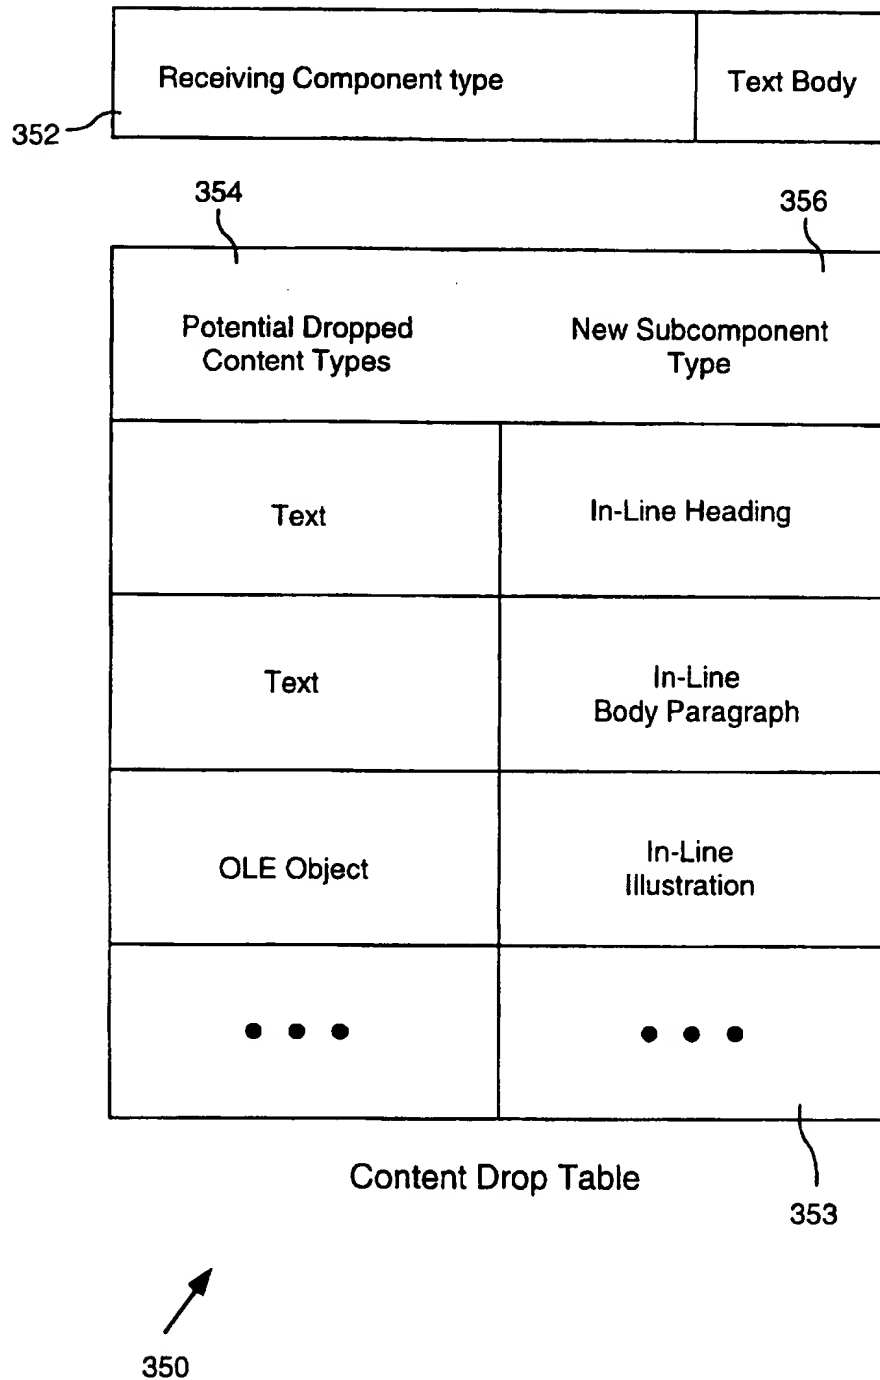 Receiving Component type
Text Body
352
354
356
Potential Dropped
Content Types
New Subcomponent
Type
Text
In-Line Heading
Text
In-Line
Body Paragraph
OLE Object
In-Line
Illustration
• • •
• • •
Content Drop Table
353
350